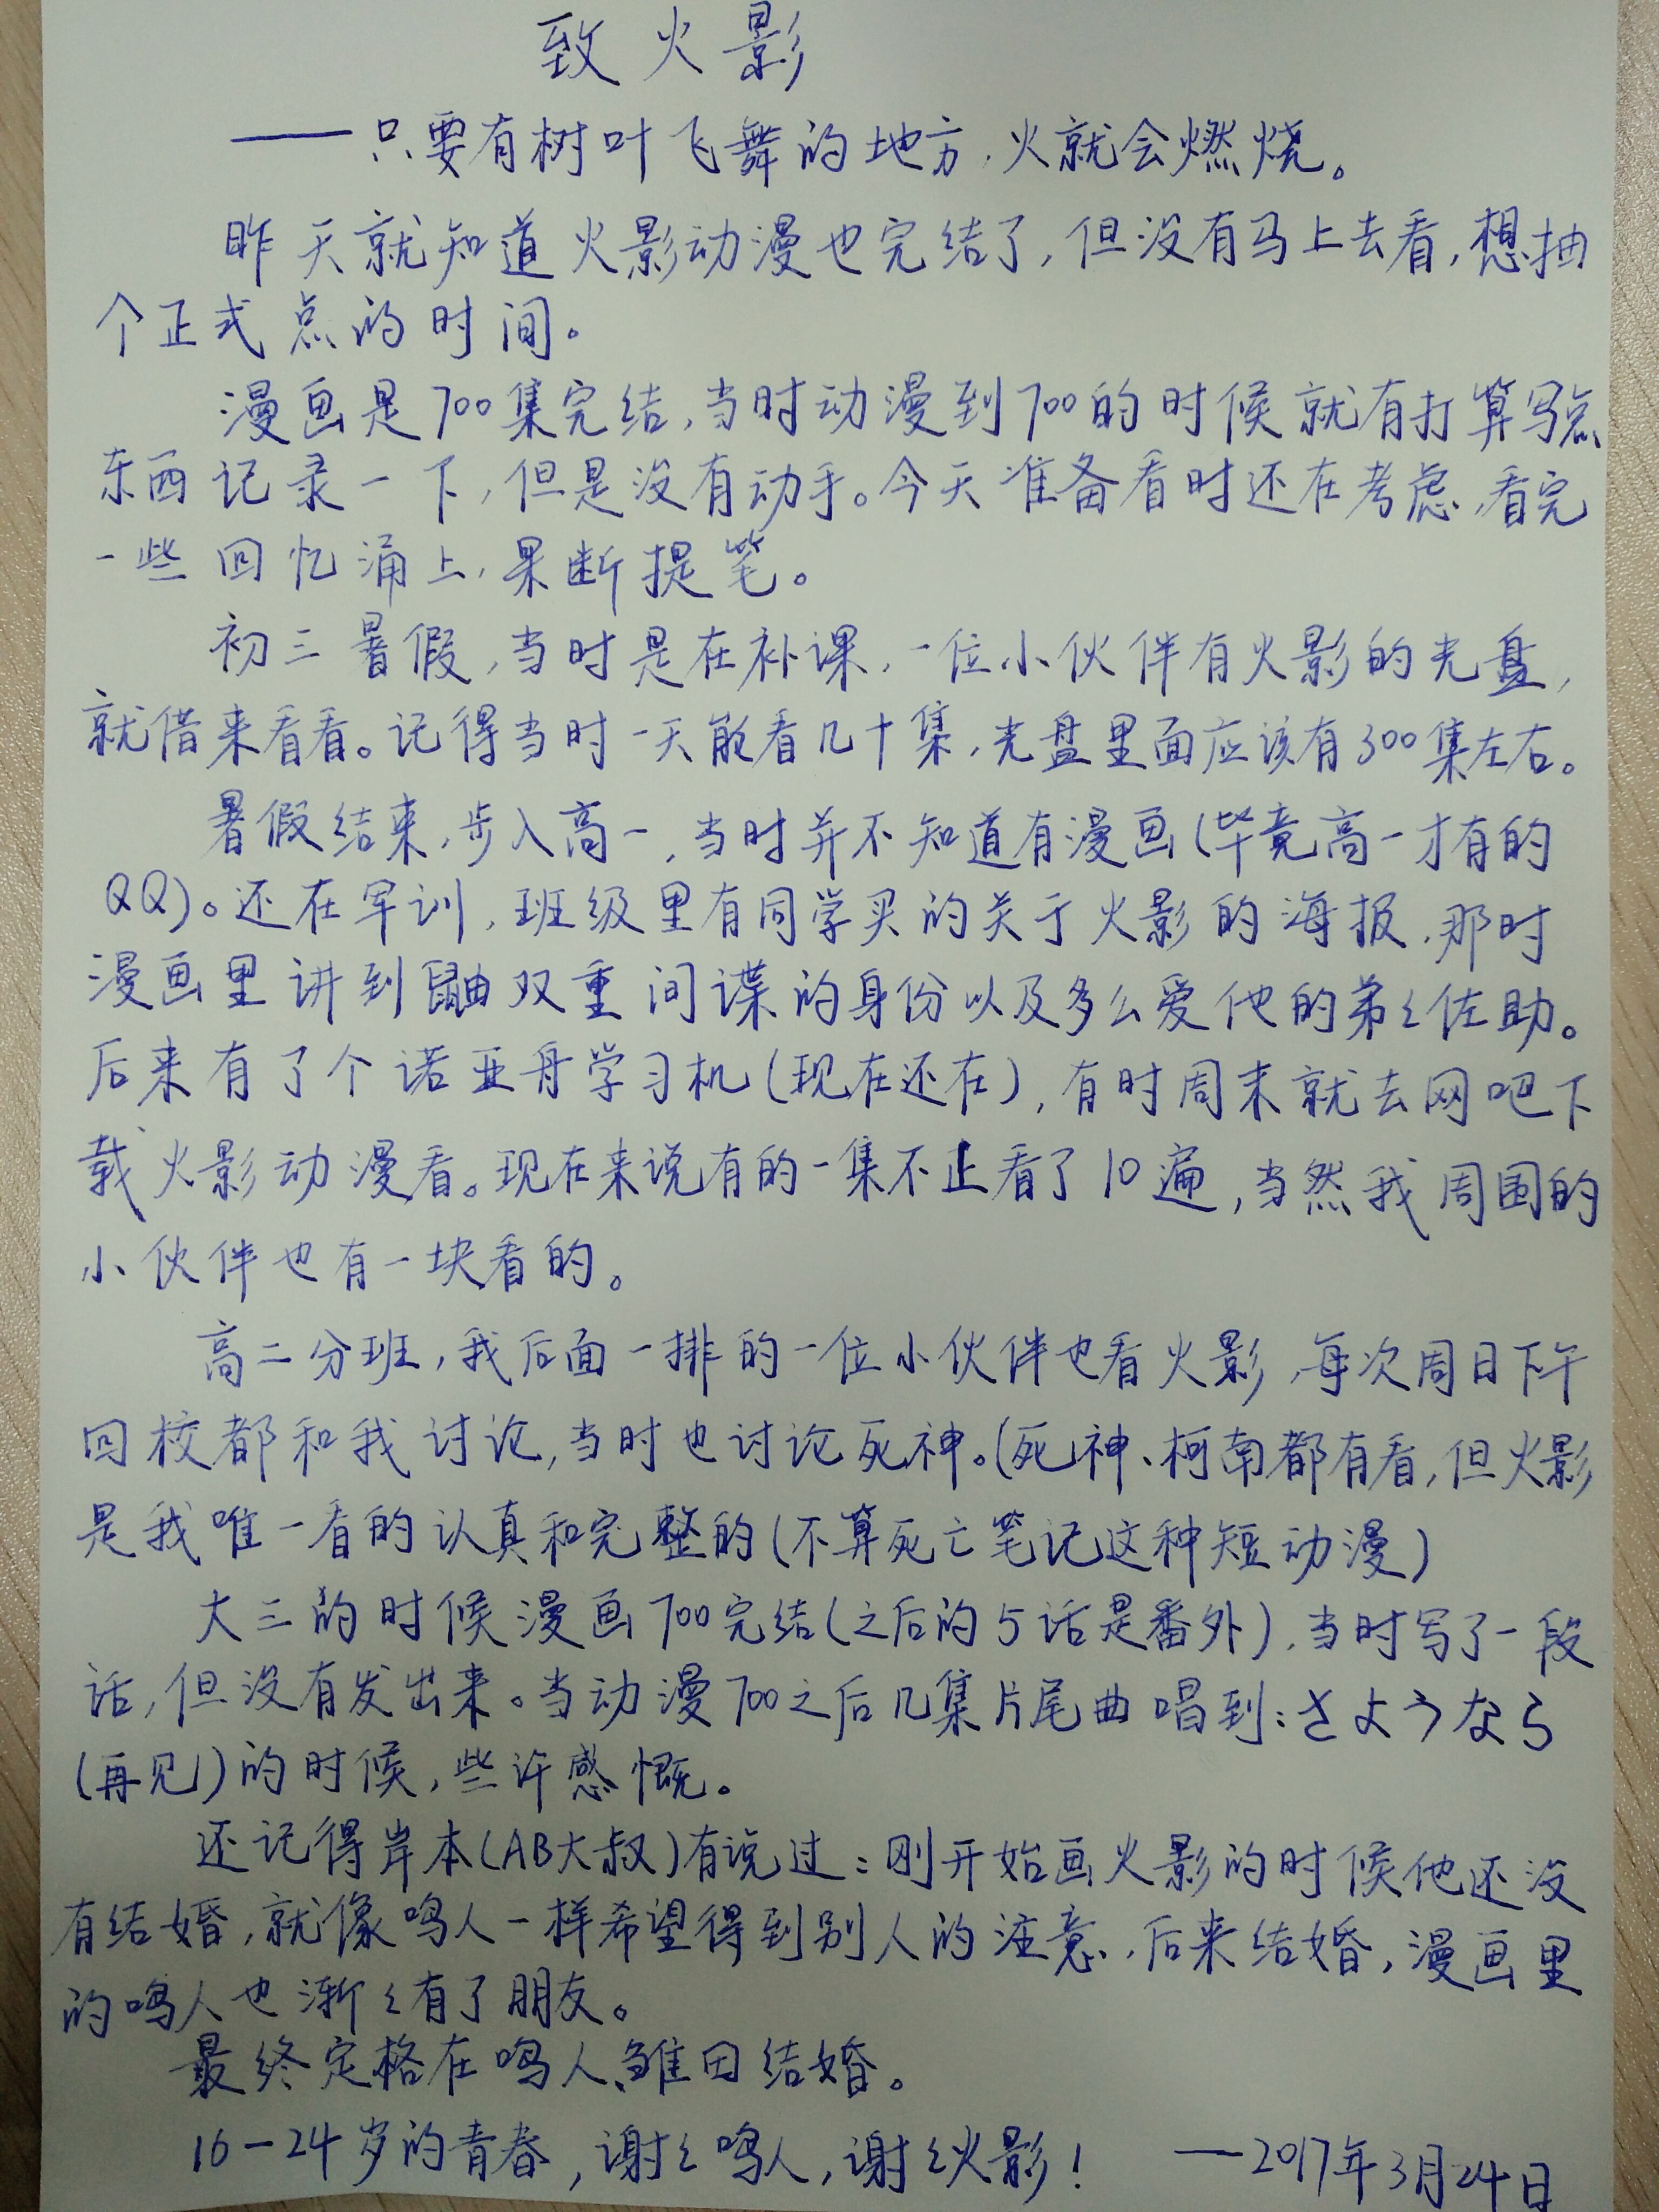 致火影
——只要有树叶飞舞的地方,火就会燃烧。
昨天就知道火影动漫也完结了,但没有马上去看,想抽
个正式点的时间。
漫画是700集完结,当时动漫到700的时候就有打算写点
东西记录一下,但是没有动手。今天准备看时还在考虑,看完
一些回忆涌上,果断提笔。
初三暑假,当时是在补课,一位小伙伴有火影的光盘,
就借来看看。记得当时一天能看几十集,光盘里面应该有300集左右。
暑假结束,步入高一,当时并不知道有漫画(毕竟高一才有的
QQ)。还在军训,班级里有同学买的关于火影的海报,那时
漫画里讲到鼬双重间谍的身份以及多么爱他的弟々佐助。
后来有了个诺亚舟学习机(现在还在),有时周末就去网吧下
载火影动漫看。现在来说有的一集不止看了10遍,当然我周围的
小伙伴也有一块看的。
高二分班,我后面一排的一位小伙伴也看火影,每次周日下午
回校都和我讨论,当时也讨论死神。(死神、柯南都有看,但火影
是我唯一看的认真和完整的(不算死亡笔记这种短动漫)
大三的时候漫画700完结(之后的5话是番外),当时写了一段
话,但没有发出来。当动漫700之后几集片尾曲唱到:さようなら
(再见)的时候,些许感慨。
还记得岸本(AB大叔)有说过:刚开始画火影的时候他还没
有结婚,就像鸣人一样希望得到别人的注意,后来结婚,漫画里
的鸣人也渐々有了朋友。
最终定格在鸣人、雏田结婚。
16-24岁的青春,谢々鸣人,谢々火影! —2017年3月24日